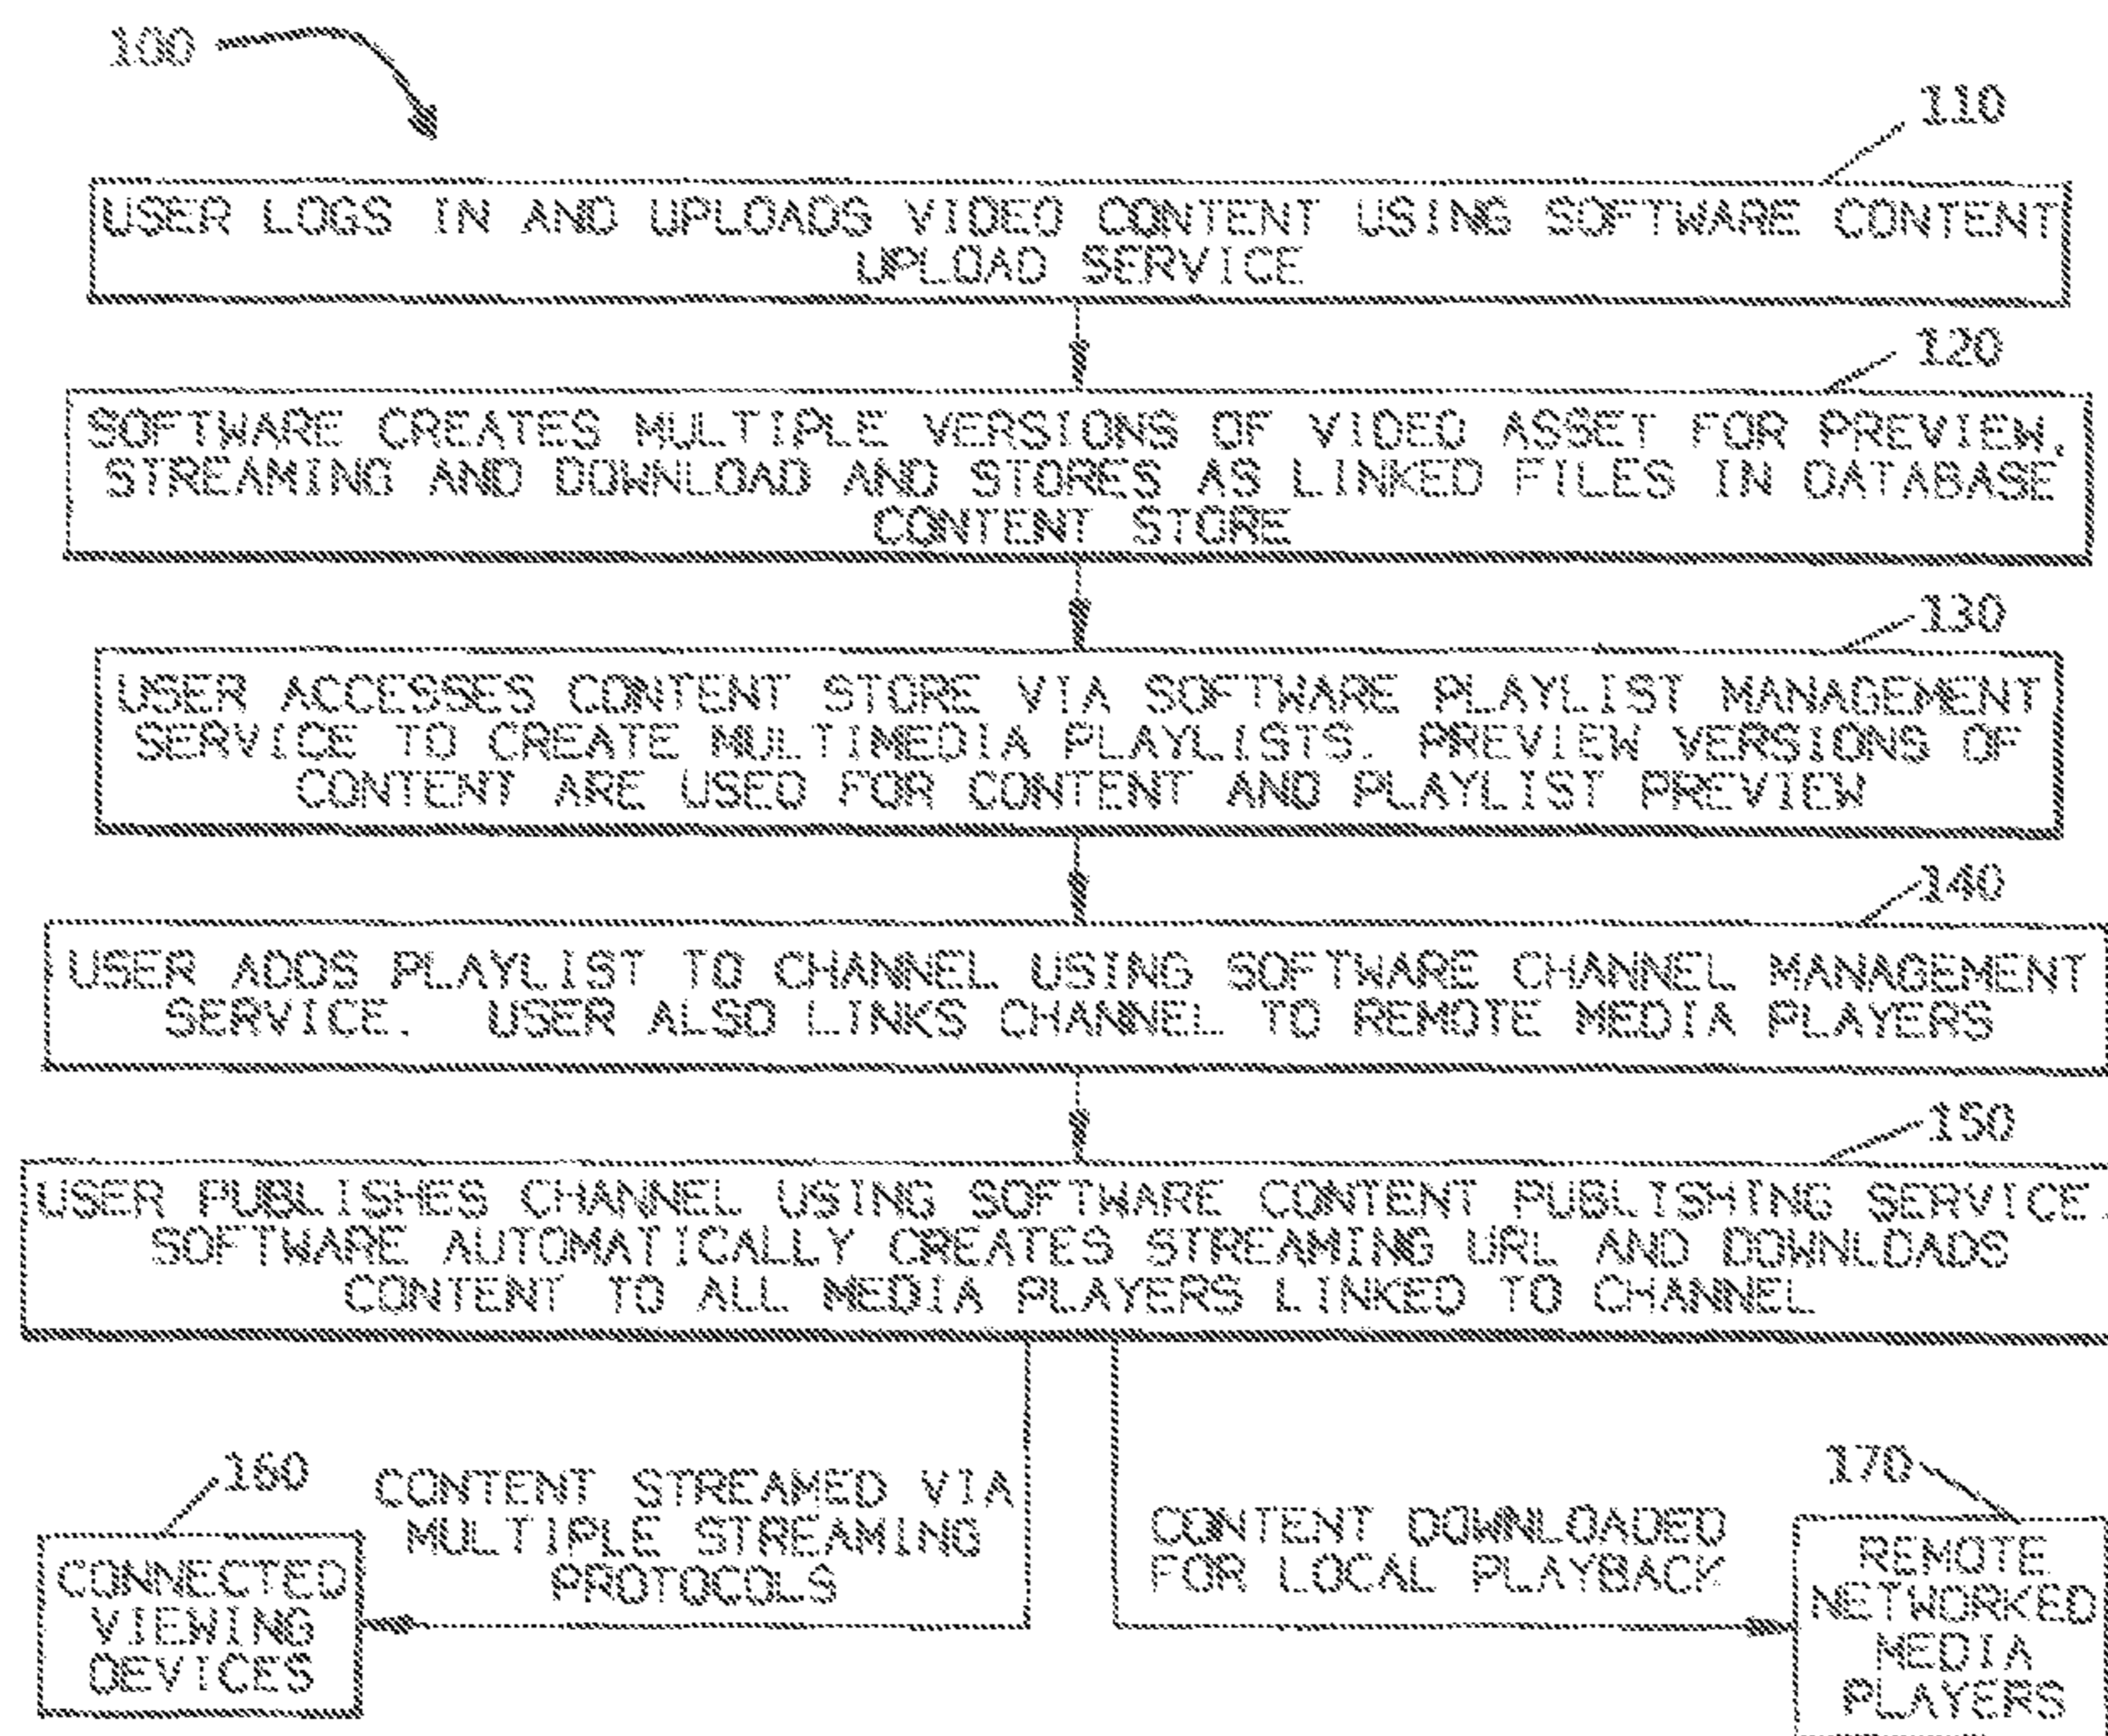 100
110
USER LOGS IN AND UPLOADS VIDEO CONTENT USING SOFTWARE CONTENT
UPLOAD SERVICE
120
SOFTWARE CREATES MULTIPLE VERSIONS OF VIDEO ASSET FOR PREVIEW,
STREAMING AND DOWNLOAD AND STORES AS LINKED FILES IN DATABASE
CONTENT STORE
130
USER ACCESSES CONTENT STORE VIA SOFTWARE PLAYLIST MANAGEMENT
SERVICE TO CREATE MULTIMEDIA PLAYLISTS. PREVIEW VERSIONS OF
CONTENT ARE USED FOR CONTENT AND PLAYLIST PREVIEW
140
USER ADDS PLAYLIST TO CHANNEL USING SOFTWARE CHANNEL MANAGEMENT
SERVICE. USER ALSO LINKS CHANNEL TO REMOTE MEDIA PLAYERS
150
USER PUBLISHES CHANNEL USING SOFTWARE CONTENT PUBLISHING SERVICE.
SOFTWARE AUTOMATICALLY CREATES STREAMING URL AND DOWNLOADS
CONTENT TO ALL MEDIA PLAYERS LINKED TO CHANNEL
160
CONTENT STREAMED VIA
MULTIPLE STREAMING
PROTOCOLS
CONNECTED
VIEWING
DEVICES
CONTENT DOWNLOADED
FOR LOCAL PLAYBACK
170
REMOTE
NETWORKED
MEDIA
PLAYERS